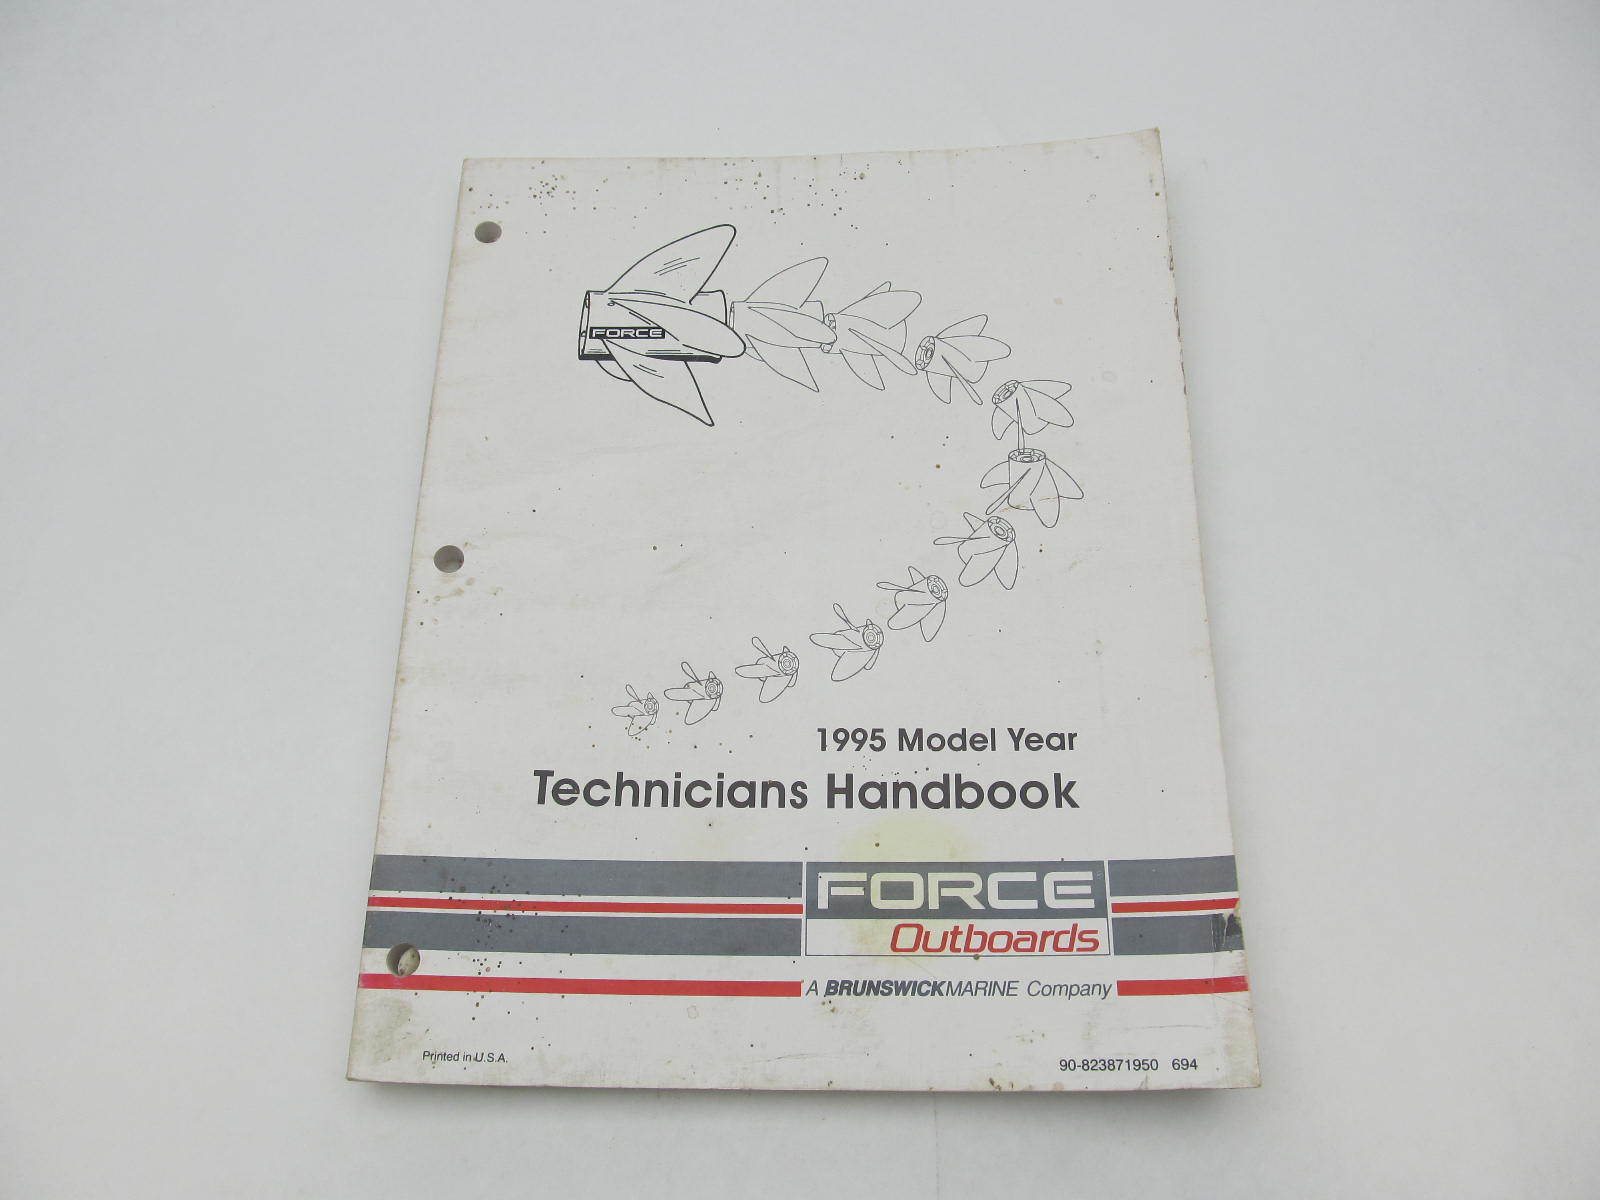 FORCE
1995 Model Year
Technicians Handbook
FORCE
Outboards
A BRUNSWICKMARINE Company
Printed in U.S.A.
90-823871950 694